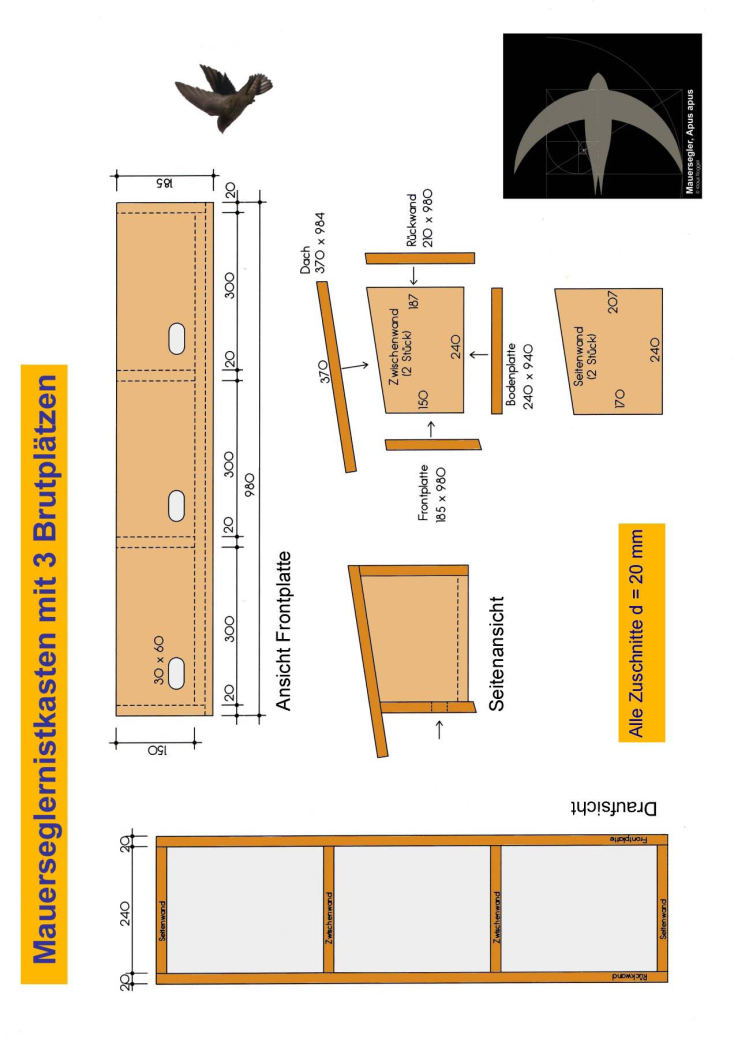 Mauerseglernistkasten mit 3 Brutplätzen
30 x 60
150
185
20
300
20
300
20
300
20
980
Ansicht Frontplatte
Mauersegler, Apus apus
Dach
370 x 984
370
Rückwand
210 x 980
Zwischenwand
(2 Stück)
150
187
240
Frontplatte
185 x 980
Bodenplatte
240 x 940
Seitenwand
(2 Stück)
170
207
240
Seitenansicht
Alle Zuschnitte d = 20 mm
Draufsicht
20
240
20
Seitenwand
Zwischenwand
Zwischenwand
Seitenwand
Frontplatte
Rückwand